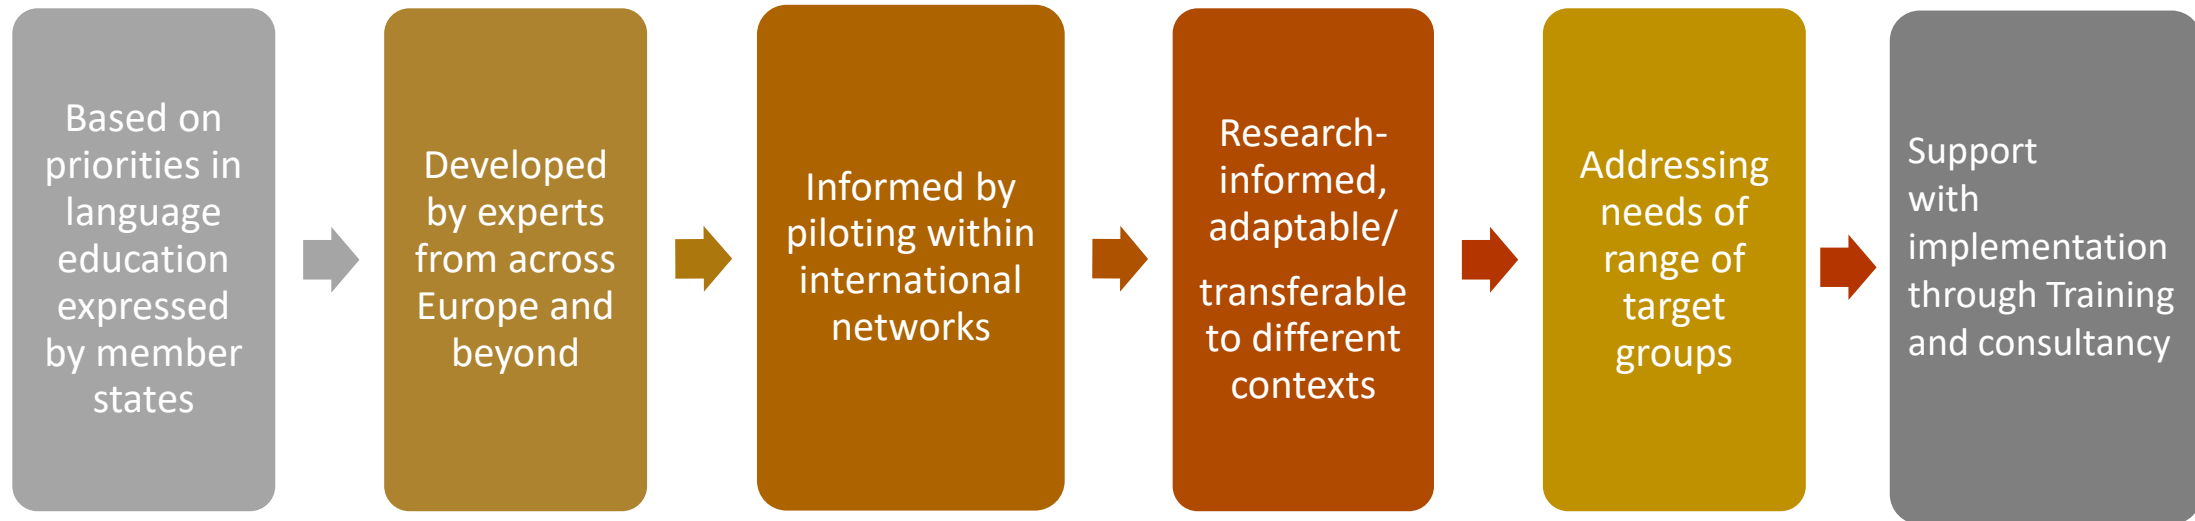 Based on
priorities in
language
education
expressed
by member
states
Developed
by experts
from across
Europe and
beyond
Informed by
piloting within
international
networks
Research-
informed,
adaptable/
transferable
to different
contexts
Addressing
needs of
range of
target
groups
Support
with
implementation
through Training
and consultancy